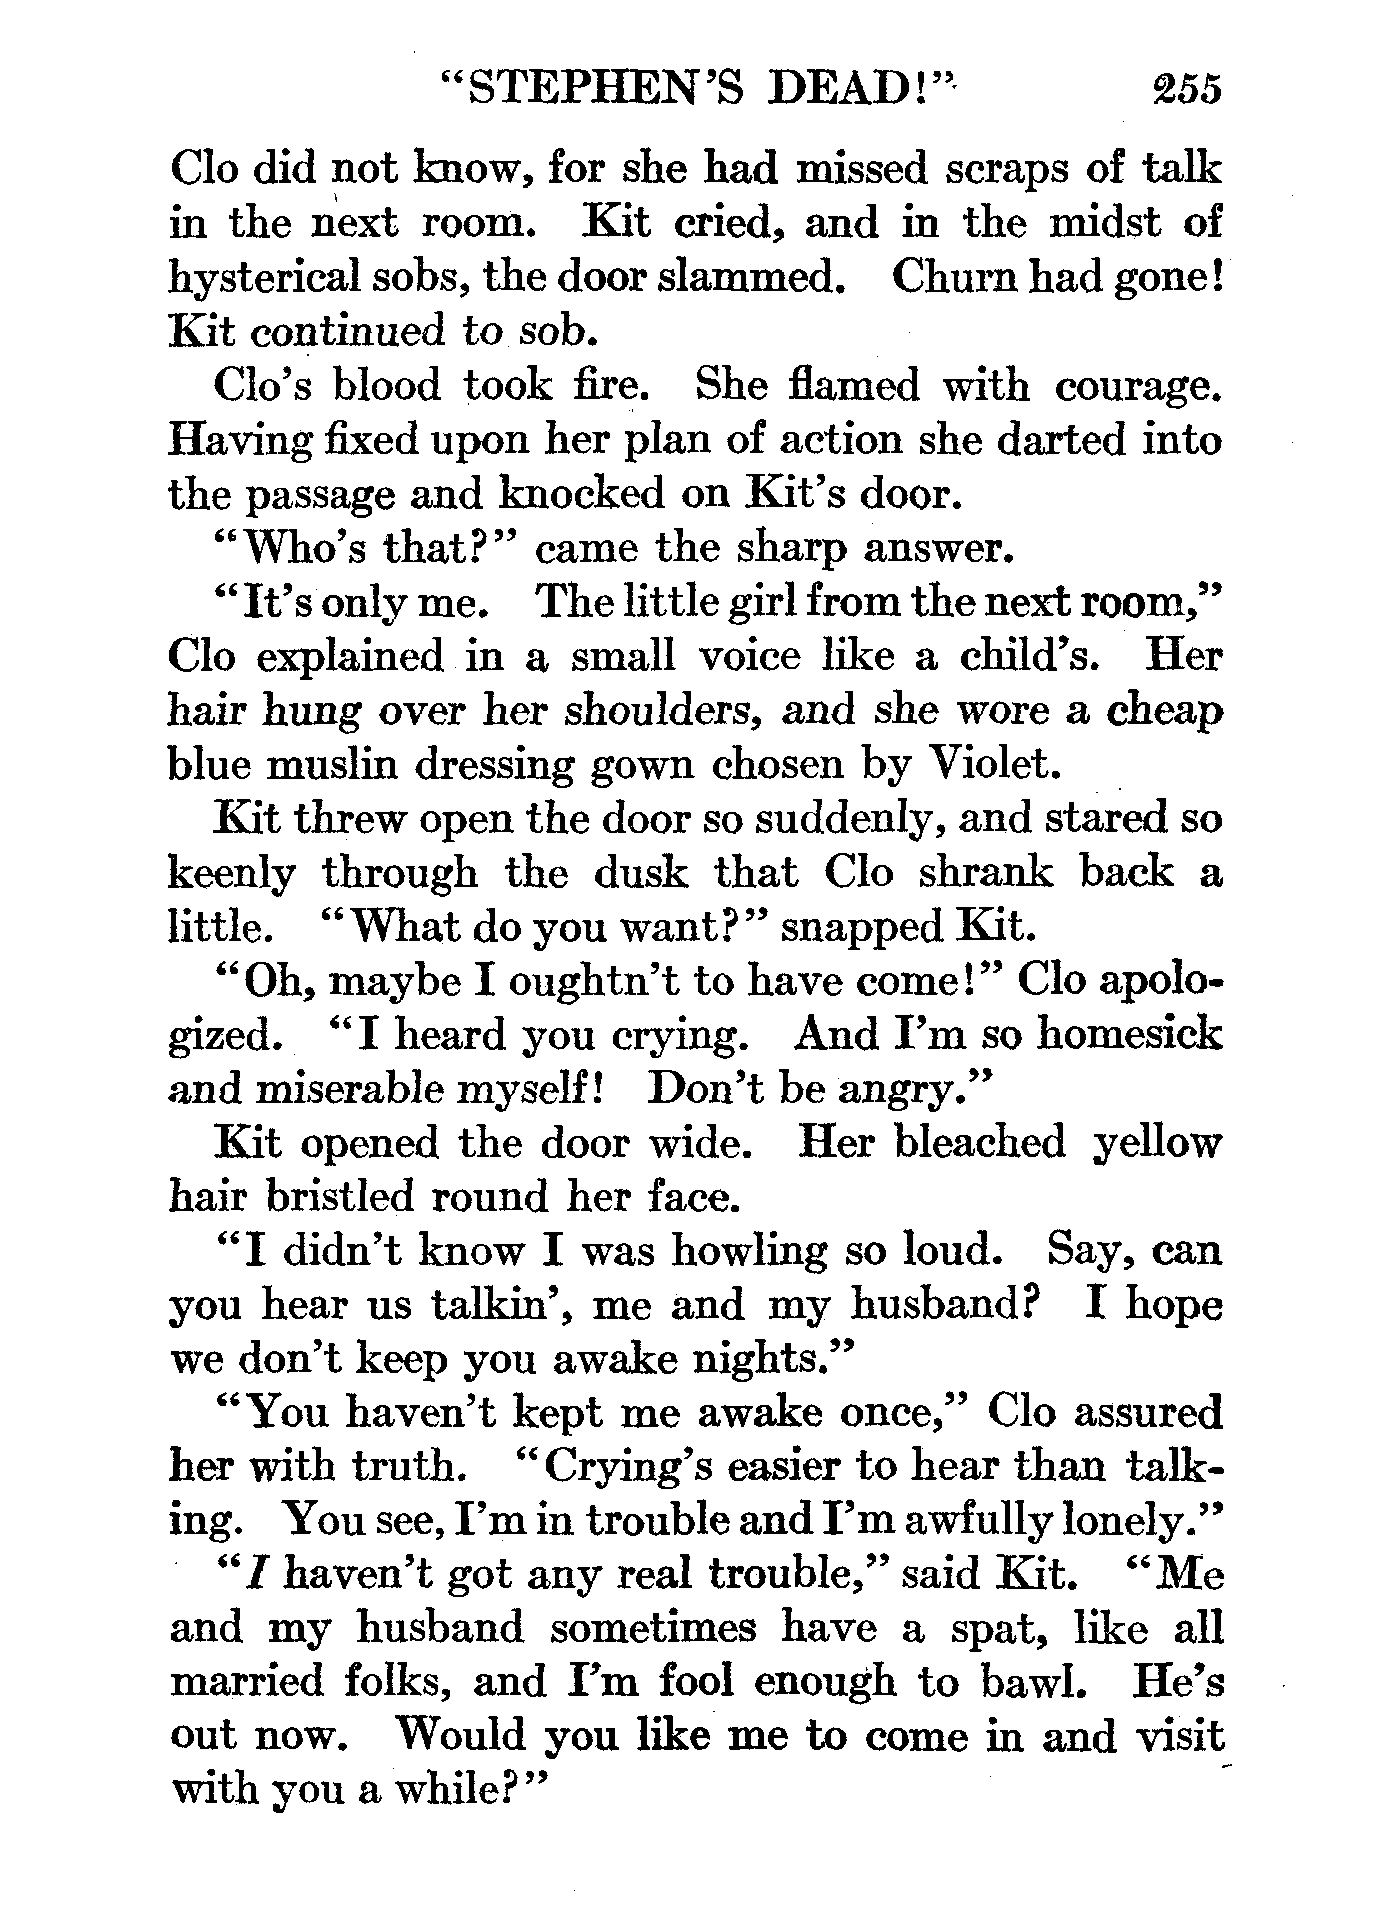 "STEPHEN'S DEAD!" 255
Clo did not know, for she had missed scraps of talk
in the next room. Kit cried, and in the midst of
hysterical sobs, the door slammed. Churn had gone!
Kit continued to sob.
Clo's blood took fire. She flamed with courage.
Having fixed upon her plan of action she darted into
the passage and knocked on Kit's door.
"Who's that?" came the sharp answer.
"It's only me. The little girl from the next room,"
Clo explained in a small voice like a child's. Her
hair hung over her shoulders, and she wore a cheap
blue muslin dressing gown chosen by Violet.
Kit threw open the door so suddenly, and stared so
keenly through the dusk that Clo shrank back a
little. "What do you want?" snapped Kit.
"Oh, maybe I oughtn't to have come!" Clo apolo-
gized. "I heard you crying. And I'm so homesick
and miserable myself! Don't be angry."
Kit opened the door wide. Her bleached yellow
hair bristled round her face.
"I didn't know I was howling so loud. Say, can
you hear us talkin', me and my husband? I hope
we don't keep you awake nights."
"You haven't kept me awake once," Clo assured
her with truth. "Crying's easier to hear than talk-
ing. You see, I'm in trouble and I'm awfully lonely."
"I haven't got any real trouble," said Kit. "Me
and my husband sometimes have a spat, like all
married folks, and I'm fool enough to bawl. He's
out now. Would you like me to come in and visit
with you a while?"